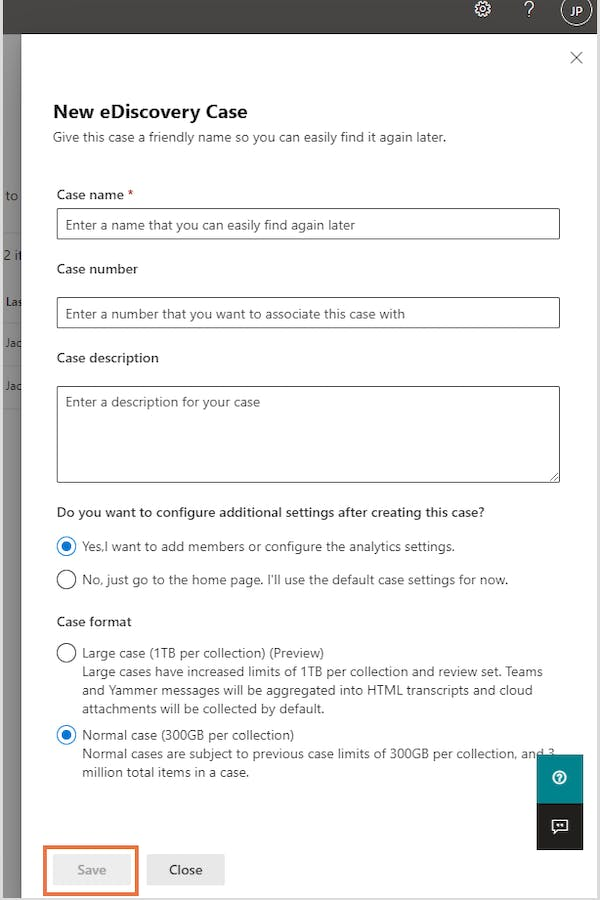 ?
JP
New eDiscovery Case
Give this case a friendly name so you can easily find it again later.
to
Case name *
Enter a name that you can easily find again later
2 it
Case number
Las
Enter a number that you want to associate this case with
Jac
Case description
Jac
Enter a description for your case
Do you want to configure additional settings after creating this case?
Yes,I want to add members or configure the analytics settings.
No, just go to the home page. I'll use the default case settings for now.
Case format
Large case (1TB per collection) (Preview)
Large cases have increased limits of 1TB per collection and review set. Teams
and Yammer messages will be aggregated into HTML transcripts and cloud
attachments will be collected by default.
Normal case (300GB per collection)
Normal cases are subject to previous case limits of 300GB per collection, and 3
million total items in a case.
?
Save
Close